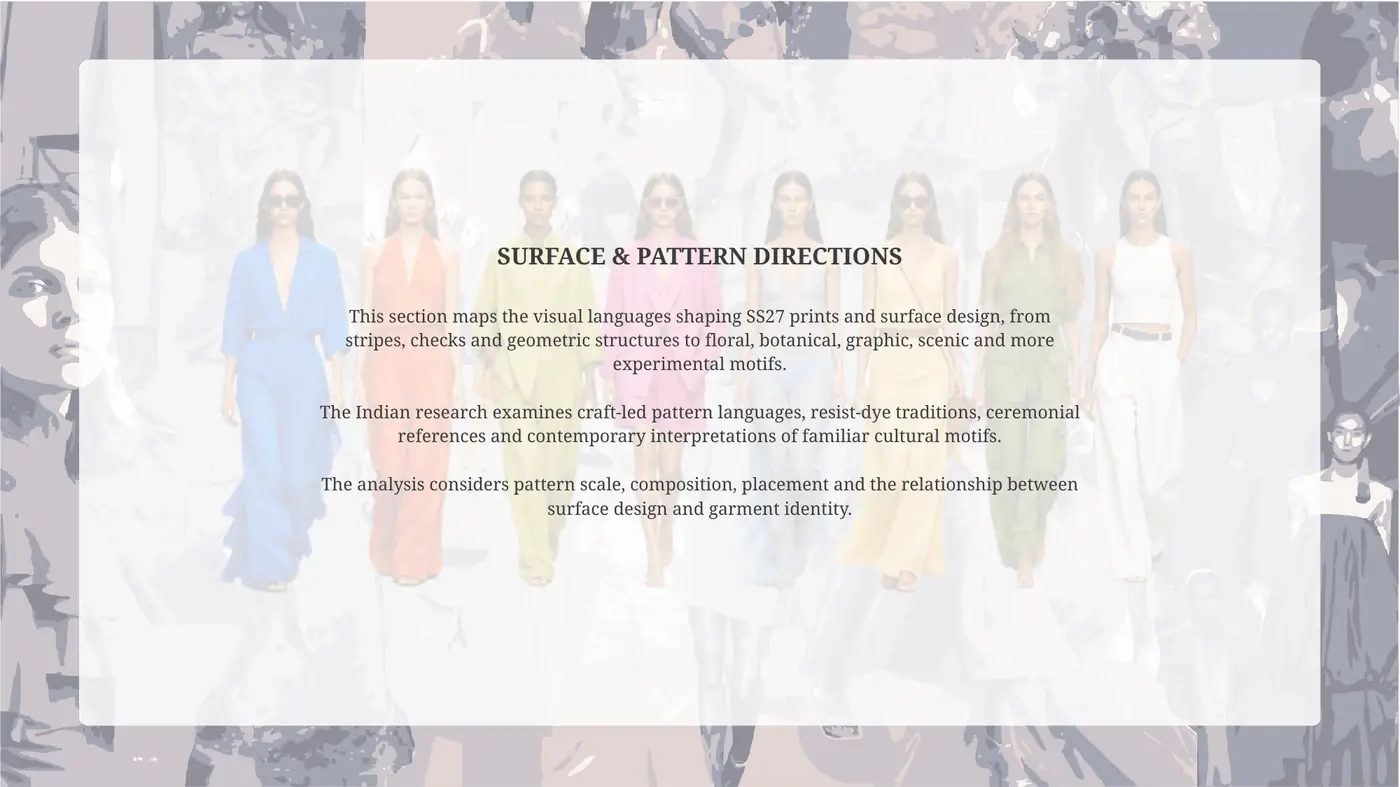 SURFACE & PATTERN DIRECTIONS
This section maps the visual languages shaping SS27 prints and surface design, from
stripes, checks and geometric structures to floral, botanical, graphic, scenic and more
experimental motifs.
The Indian research examines craft-led pattern languages, resist-dye traditions, ceremonial
references and contemporary interpretations of familiar cultural motifs.
The analysis considers pattern scale, composition, placement and the relationship between
surface design and garment identity.